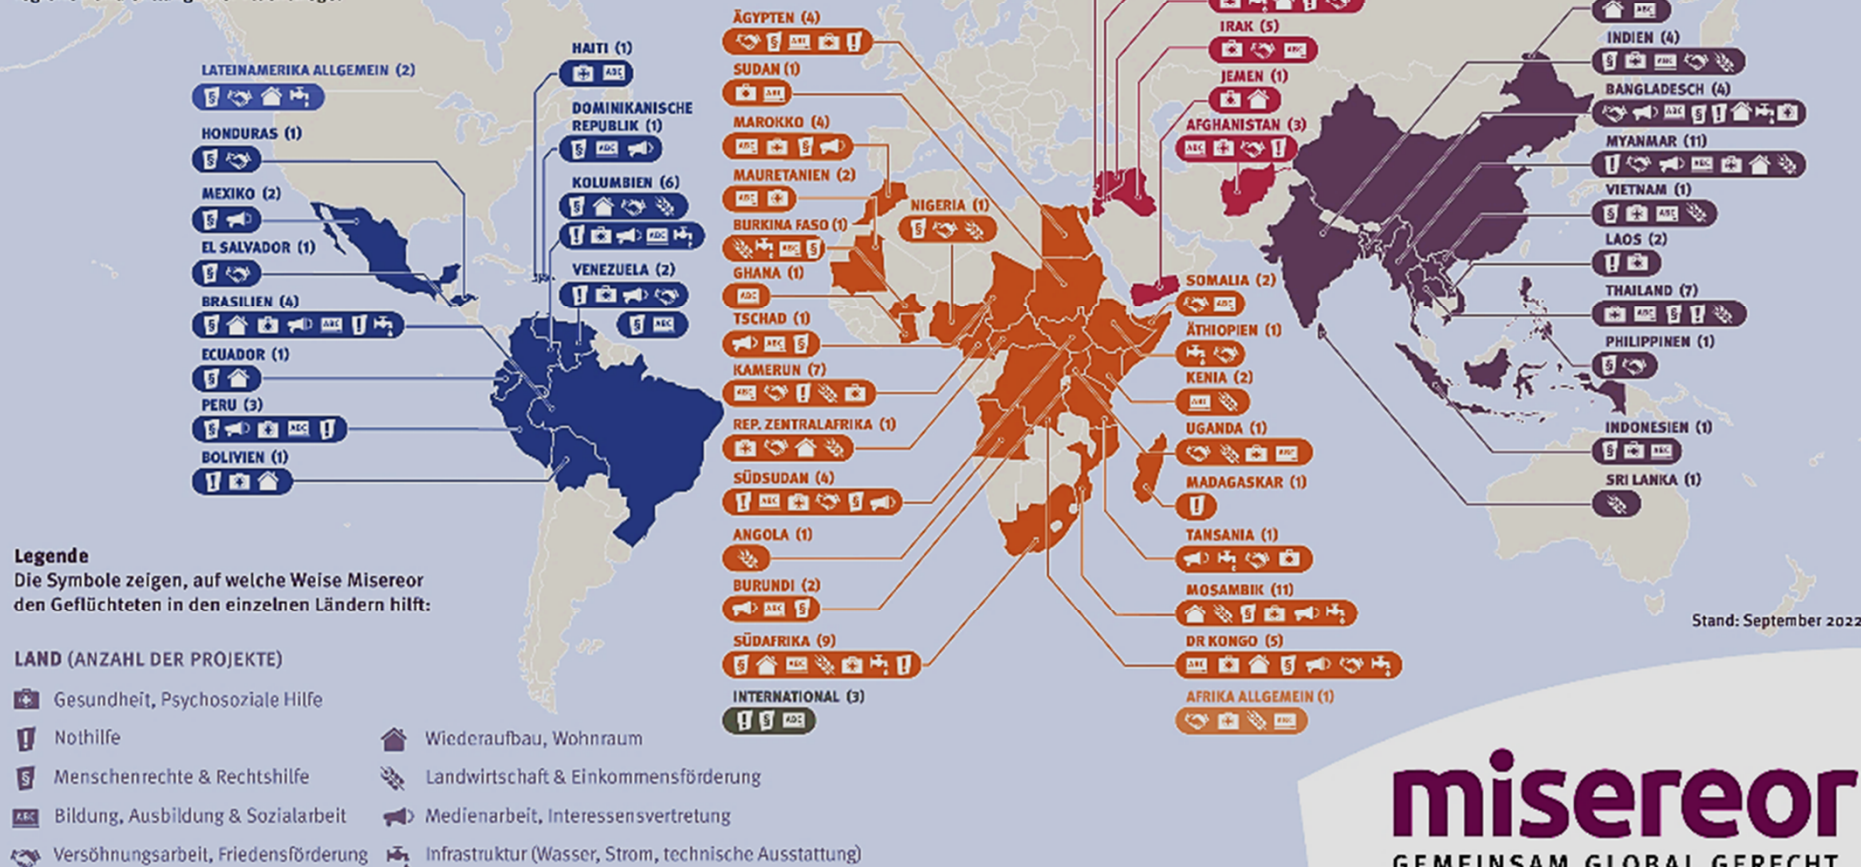 LATEINAMERIKA ALLGEMEIN (2)
HONDURAS (1)
MEXIKO (2)
EL SALVADOR (1)
BRASILIEN (4)
ECUADOR (1)
PERU (3)
BOLIVIEN (1)
HAITI (1)
DOMINIKANISCHE
REPUBLIK (1)
KOLUMBIEN (6)
VENEZUELA (2)
ÄGYPTEN (4)
SUDAN (1)
MAROKKO (4)
MAURETANIEN (2)
BURKINA FASO (1)
GHANA (1)
TSCHAD (1)
KAMERUN (7)
REP. ZENTRALAFRIKA (1)
SÜDSUDAN (4)
ANGOLA (1)
BURUNDI (2)
SÜDAFRIKA (9)
INTERNATIONAL (3)
NIGERIA (1)
IRAK (5)
JEMEN (1)
AFGHANISTAN (3)
SOMALIA (2)
ÄTHIOPIEN (1)
KENIA (2)
UGANDA (1)
MADAGASKAR (1)
TANSANIA (1)
MOSAMBIK (11)
DR KONGO (5)
AFRIKA ALLGEMEIN (1)
INDIEN (4)
BANGLADESCH (4)
MYANMAR (11)
VIETNAM (1)
LAOS (2)
THAILAND (7)
PHILIPPINEN (1)
INDONESIEN (1)
SRI LANKA (1)
Stand: September 2022
Legende
Die Symbole zeigen, auf welche Weise Misereor
den Geflüchteten in den einzelnen Ländern hilft:
LAND (ANZAHL DER PROJEKTE)
Gesundheit, Psychosoziale Hilfe
Nothilfe
Menschenrechte & Rechtshilfe
ABC Bildung, Ausbildung & Sozialarbeit
Versöhnungsarbeit, Friedensförderung
Wiederaufbau, Wohnraum
Landwirtschaft & Einkommensförderung
Medienarbeit, Interessensvertretung
Infrastruktur (Wasser, Strom, technische Ausstattung)
misereor
GEMEINSAM GLOBAL GERECHT